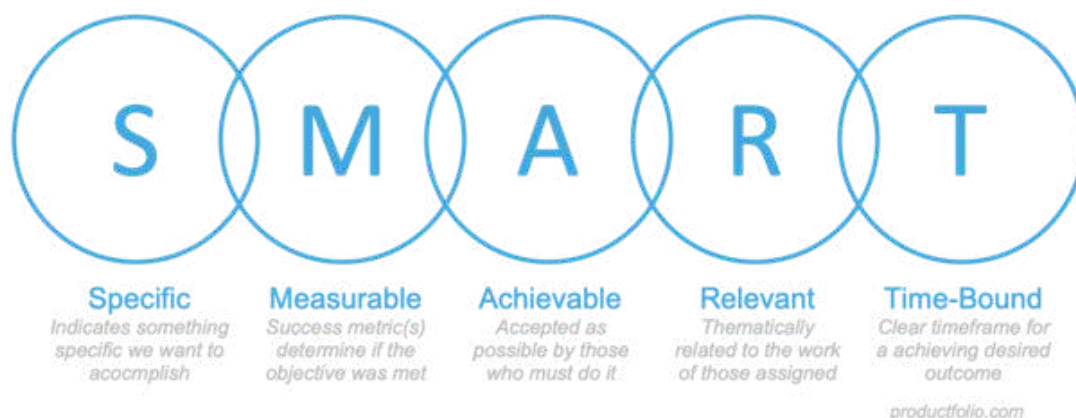 S M A R T
Specific
Indicates something
specific we want to
acocmplish
Measurable
Success metric(s)
determine if the
objective was met
Achievable
Accepted as
possible by those
who must do it
Relevant
Thematically
related to the work
of those assigned
Time-Bound
Clear timeframe for
a achieving desired
outcome
productfolio.com